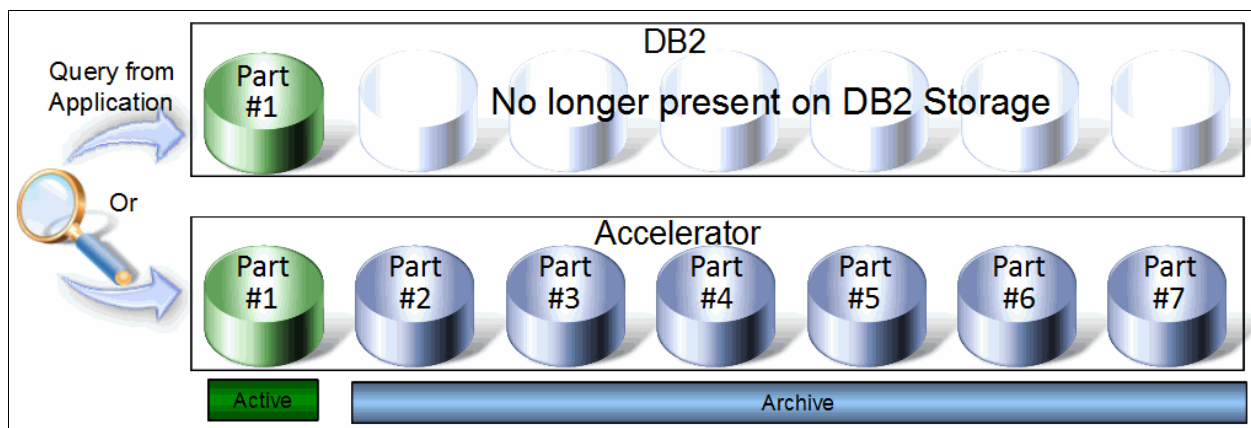 DB2
Query from
Application
Part
#1
No longer present on DB2 Storage
Or
Accelerator
Part
#1
Part
#2
Part
#3
Part
#4
Part
#5
Part
#6
Part
#7
Active
Archive